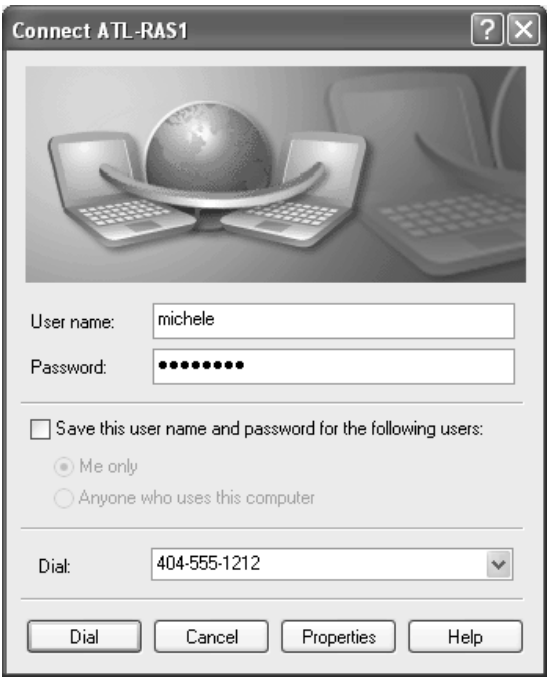 Connect ATL-RAS1
User name: michele
Password: ●●●●●●●●
Save this user name and password for the following users:
Me only
Anyone who uses this computer
Dial: 404-555-1212
Dial Cancel Properties Help